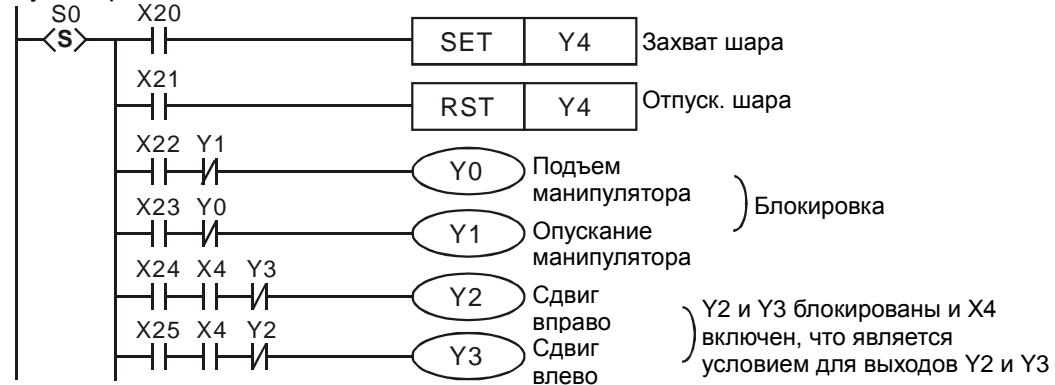 S0 X20
S SET Y4 Захват шара
X21
RST Y4 Отпуск. шара
X22 Y1
Y0 Подъем
манипулятора
Блокировка
X23 Y0
Y1 Опускание
манипулятора
X24 X4 Y3
Y2 Сдвиг
вправо
X25 X4 Y2
Y3 Сдвиг
влево
Y2 и Y3 блокированы и X4
включен, что является
условием для выходов Y2 и Y3